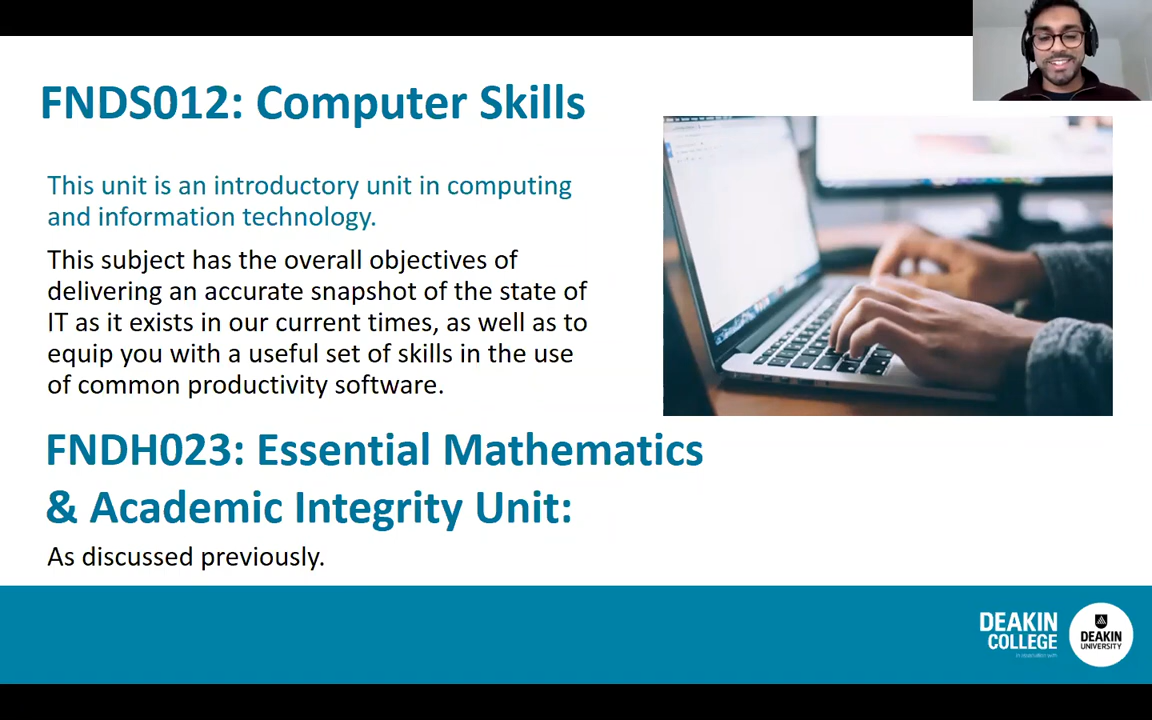 FNDS012: Computer Skills
This unit is an introductory unit in computing
and information technology.
This subject has the overall objectives of
delivering an accurate snapshot of the state of
IT as it exists in our current times, as well as to
equip you with a useful set of skills in the use
of common productivity software.
FNDH023: Essential Mathematics
& Academic Integrity Unit:
As discussed previously.
DEAKIN
COLLEGE
in association with
DEAKIN
UNIVERSITY